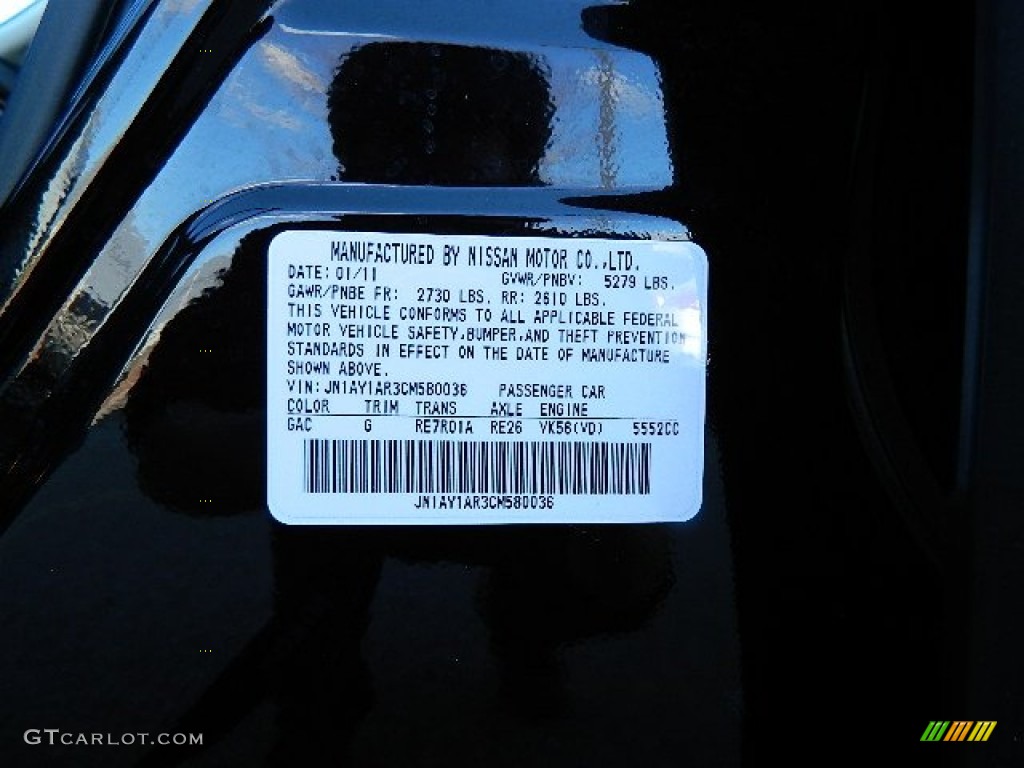 MANUFACTURED BY NISSAN MOTOR CO.,LTD.
DATE: 01/11 GVWR/PNBV: 5279 LBS.
GAWR/PNBE FR: 2730 LBS. RR: 2610 LBS.
THIS VEHICLE CONFORMS TO ALL APPLICABLE FEDERAL
MOTOR VEHICLE SAFETY,BUMPER,AND THEFT PREVENTION
STANDARDS IN EFFECT ON THE DATE OF MANUFACTURE
SHOWN ABOVE.
VIN:JN1AY1AR3CM580036 PASSENGER CAR
COLOR TRIM TRANS AXLE ENGINE
GAC G RE7R01A RE26 VK56(VD) 5552CC
JN1AY1AR3CM580036
GTCARLOT.COM